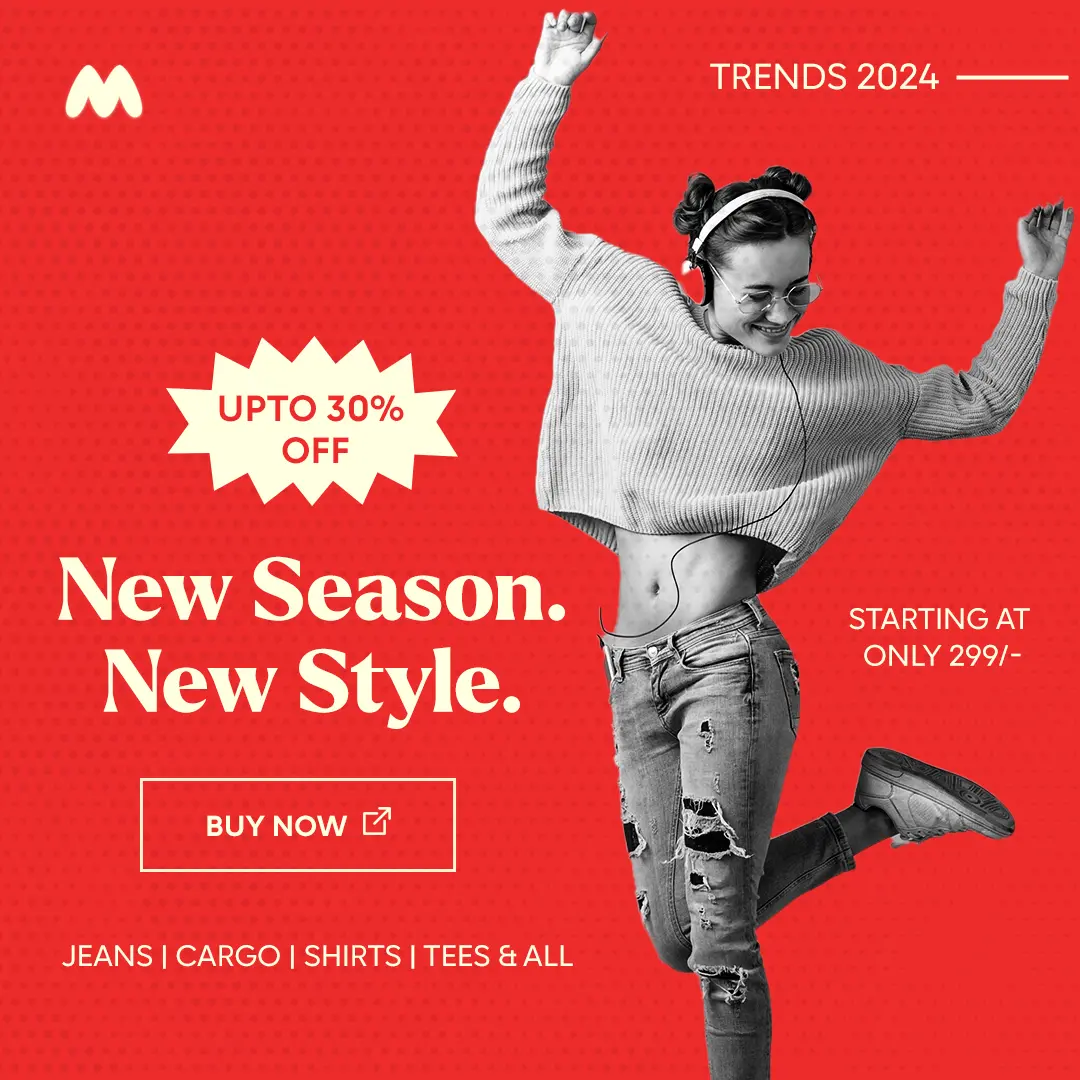 M
TRENDS 2024
UPTO 30%
OFF
New Season.
New Style.
STARTING AT
ONLY 299/-
BUY NOW
JEANS | CARGO | SHIRTS | TEES & ALL